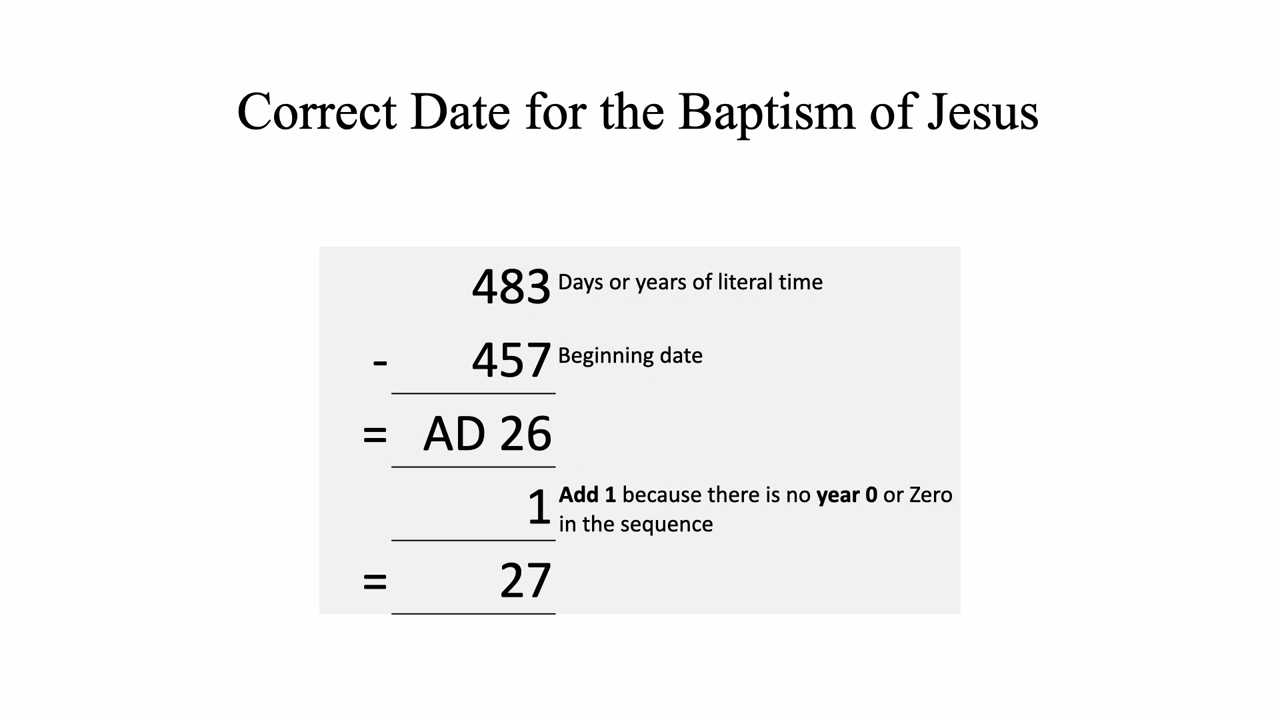 Correct Date for the Baptism of Jesus
483 Days or years of literal time
- 457 Beginning date
= AD 26
1 Add 1 because there is no year 0 or Zero
in the sequence
= 27